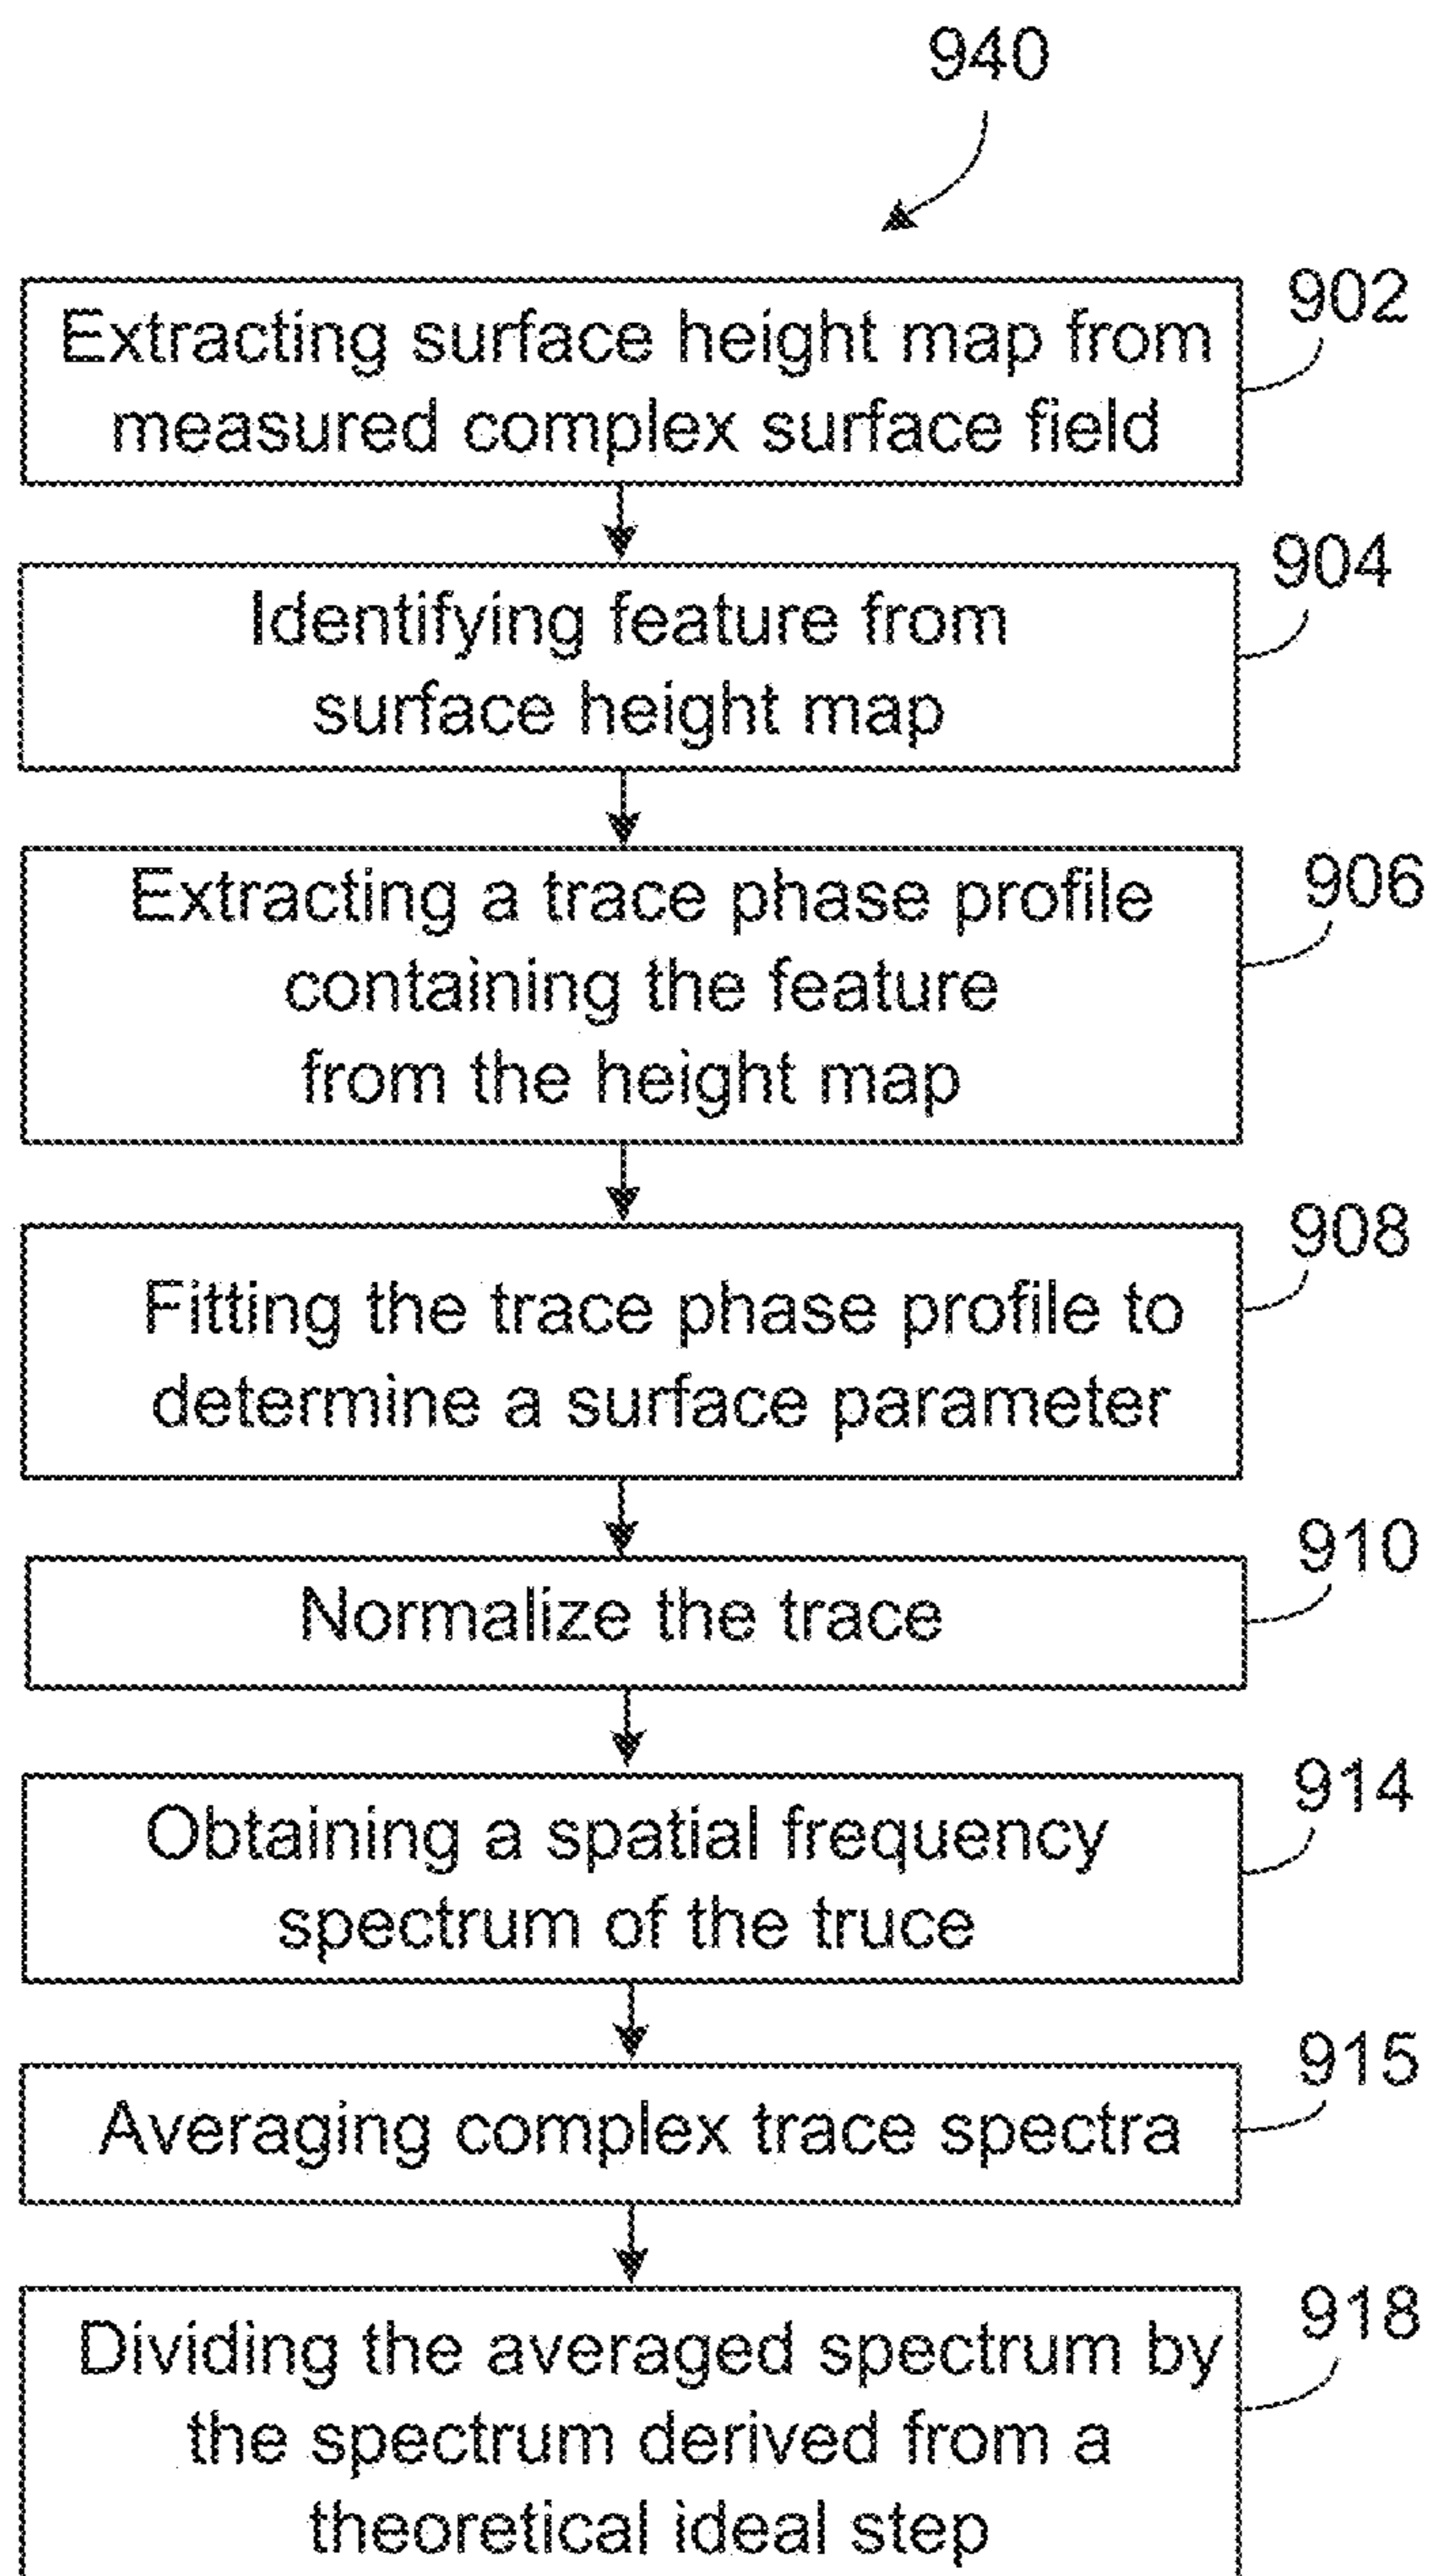 940
Extracting surface height map from
measured complex surface field
902
Identifying feature from
surface height map
904
Extracting a trace phase profile
containing the feature
from the height map
906
Fitting the trace phase profile to
determine a surface parameter
908
Normalize the trace
910
Obtaining a spatial frequency
spectrum of the truce
914
Averaging complex trace spectra
915
Dividing the averaged spectrum by
the spectrum derived from a
theoretical ideal step
918